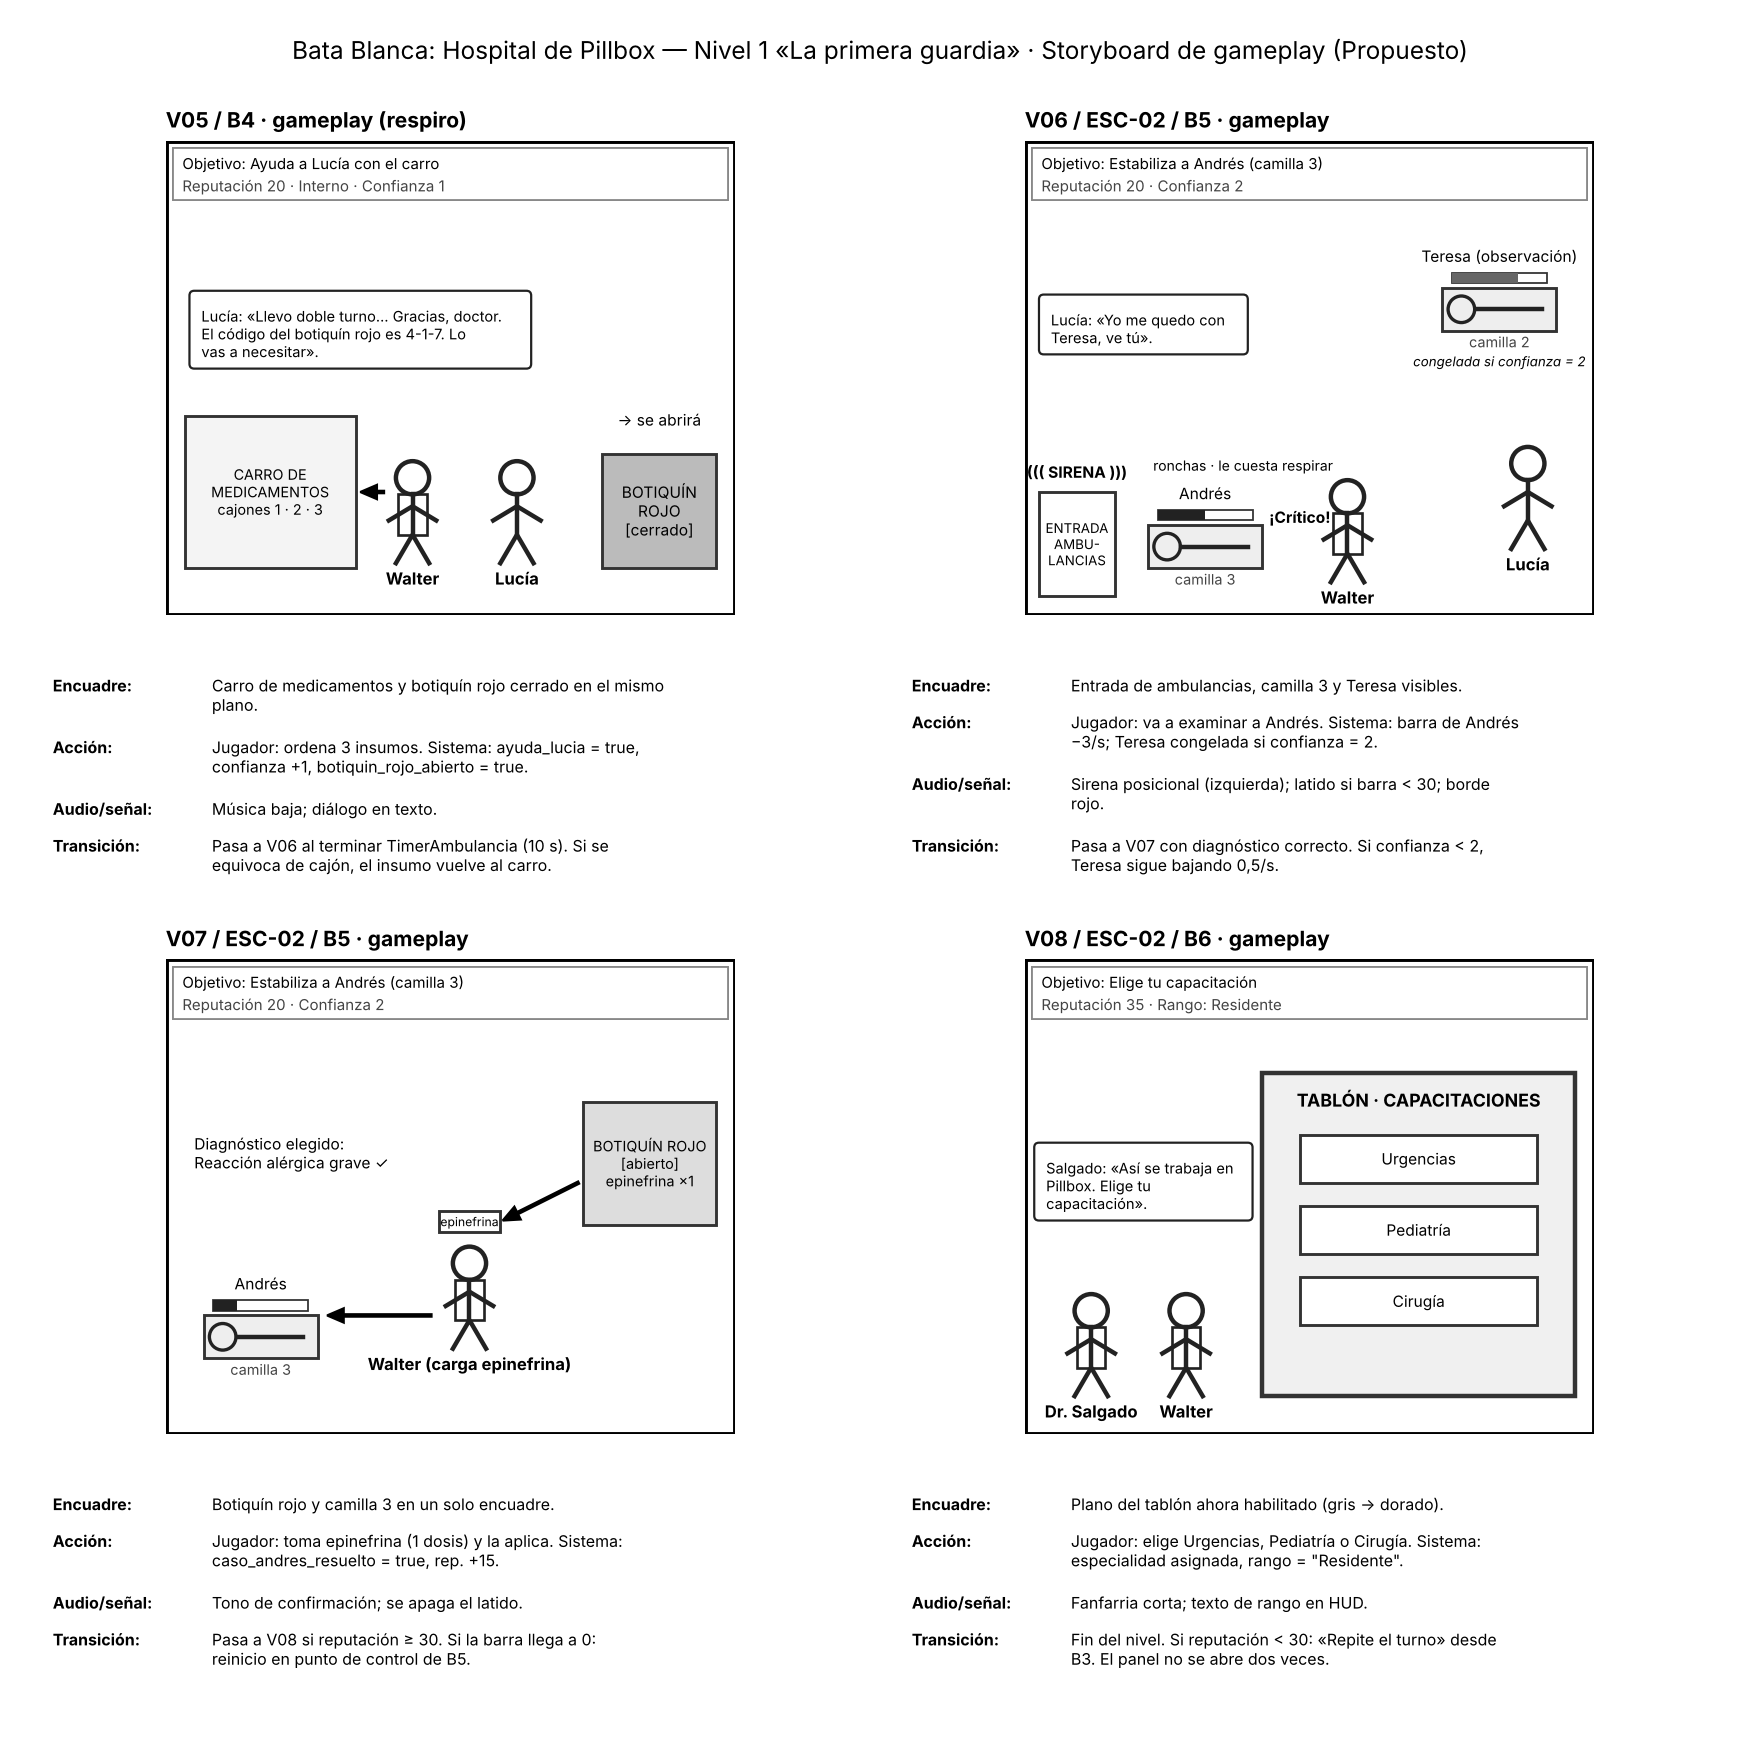 Bata Blanca: Hospital de Pillbox — Nivel 1 «La primera guardia» · Storyboard de gameplay (Propuesto)
V05 / B4 · gameplay (respiro)
Objetivo: Ayuda a Lucía con el carro
Reputación 20 · Interno · Confianza 1
Lucía: «Llevo doble turno... Gracias, doctor.
El código del botiquín rojo es 4-1-7. Lo
vas a necesitar».
→ se abrirá
CARRO DE
MEDICAMENTOS
cajones 1 · 2 · 3
BOTIQUÍN
ROJO
[cerrado]
Walter
Lucía
Encuadre:
Carro de medicamentos y botiquín rojo cerrado en el mismo
plano.
Acción:
Jugador: ordena 3 insumos. Sistema: ayuda_lucia = true,
confianza +1, botiquin_rojo_abierto = true.
Audio/señal:
Música baja; diálogo en texto.
Transición:
Pasa a V06 al terminar TimerAmbulancia (10 s). Si se
equivoca de cajón, el insumo vuelve al carro.
V06 / ESC-02 / B5 · gameplay
Objetivo: Estabiliza a Andrés (camilla 3)
Reputación 20 · Confianza 2
Teresa (observación)
camilla 2
congelada si confianza = 2
Lucía: «Yo me quedo con
Teresa, ve tú».
((( SIRENA )))
ronchas · le cuesta respirar
Andrés
¡Crítico!
ENTRADA
AMBU-
LANCIAS
camilla 3
Walter
Lucía
Encuadre:
Entrada de ambulancias, camilla 3 y Teresa visibles.
Acción:
Jugador: va a examinar a Andrés. Sistema: barra de Andrés
−3/s; Teresa congelada si confianza = 2.
Audio/señal:
Sirena posicional (izquierda); latido si barra < 30; borde
rojo.
Transición:
Pasa a V07 con diagnóstico correcto. Si confianza < 2,
Teresa sigue bajando 0,5/s.
V07 / ESC-02 / B5 · gameplay
Objetivo: Estabiliza a Andrés (camilla 3)
Reputación 20 · Confianza 2
Diagnóstico elegido:
Reacción alérgica grave ✓
BOTIQUÍN ROJO
[abierto]
epinefrina ×1
epinefrina
Andrés
camilla 3
Walter (carga epinefrina)
Encuadre:
Botiquín rojo y camilla 3 en un solo encuadre.
Acción:
Jugador: toma epinefrina (1 dosis) y la aplica. Sistema:
caso_andres_resuelto = true, rep. +15.
Audio/señal:
Tono de confirmación; se apaga el latido.
Transición:
Pasa a V08 si reputación ≥ 30. Si la barra llega a 0:
reinicio en punto de control de B5.
V08 / ESC-02 / B6 · gameplay
Objetivo: Elige tu capacitación
Reputación 35 · Rango: Residente
TABLÓN · CAPACITACIONES
Urgencias
Pediatría
Cirugía
Salgado: «Así se trabaja en
Pillbox. Elige tu
capacitación».
Dr. Salgado
Walter
Encuadre:
Plano del tablón ahora habilitado (gris → dorado).
Acción:
Jugador: elige Urgencias, Pediatría o Cirugía. Sistema:
especialidad asignada, rango = "Residente".
Audio/señal:
Fanfarria corta; texto de rango en HUD.
Transición:
Fin del nivel. Si reputación < 30: «Repite el turno» desde
B3. El panel no se abre dos veces.